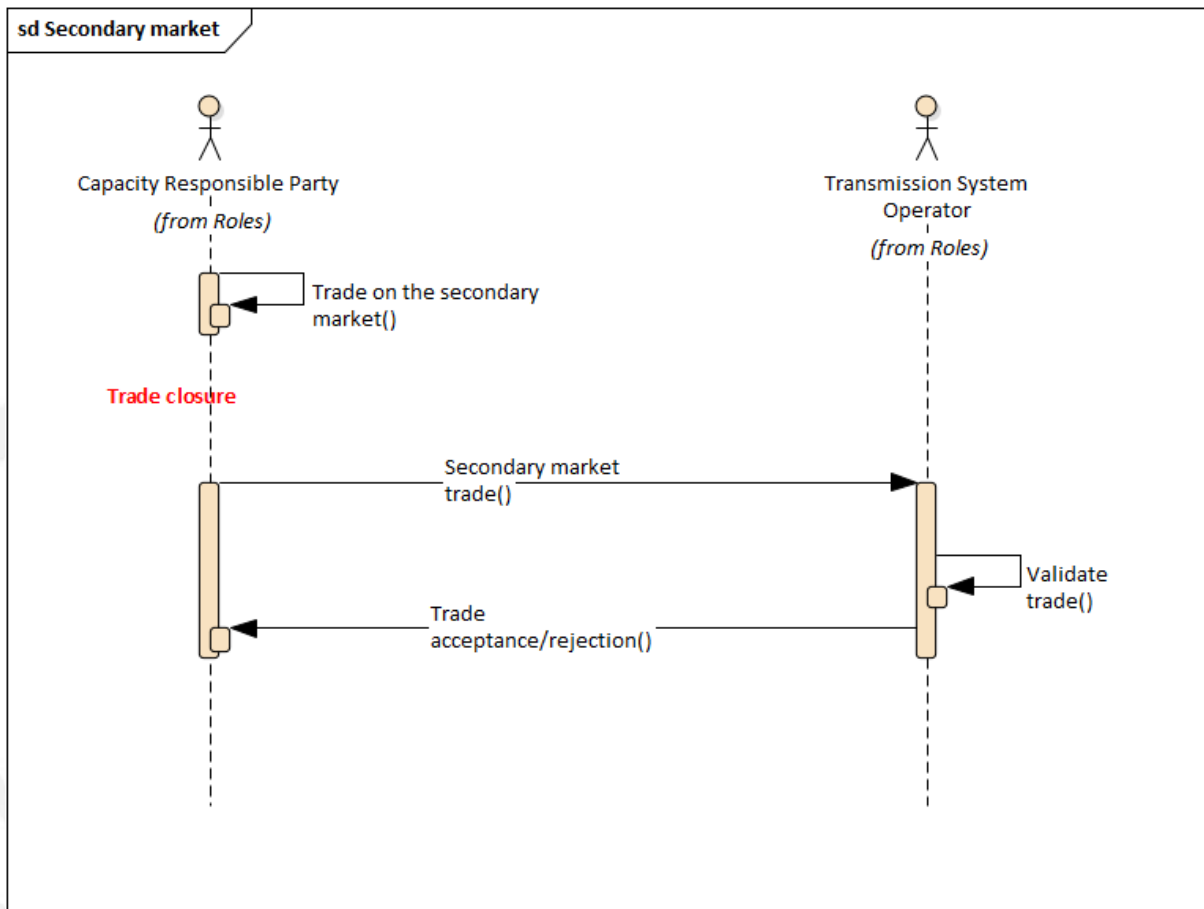 sd Secondary market
Capacity Responsible Party
(from Roles)
Transmission System
Operator
(from Roles)
Trade on the secondary
market()
Trade closure
Secondary market
trade()
Validate
trade()
Trade
acceptance/rejection()